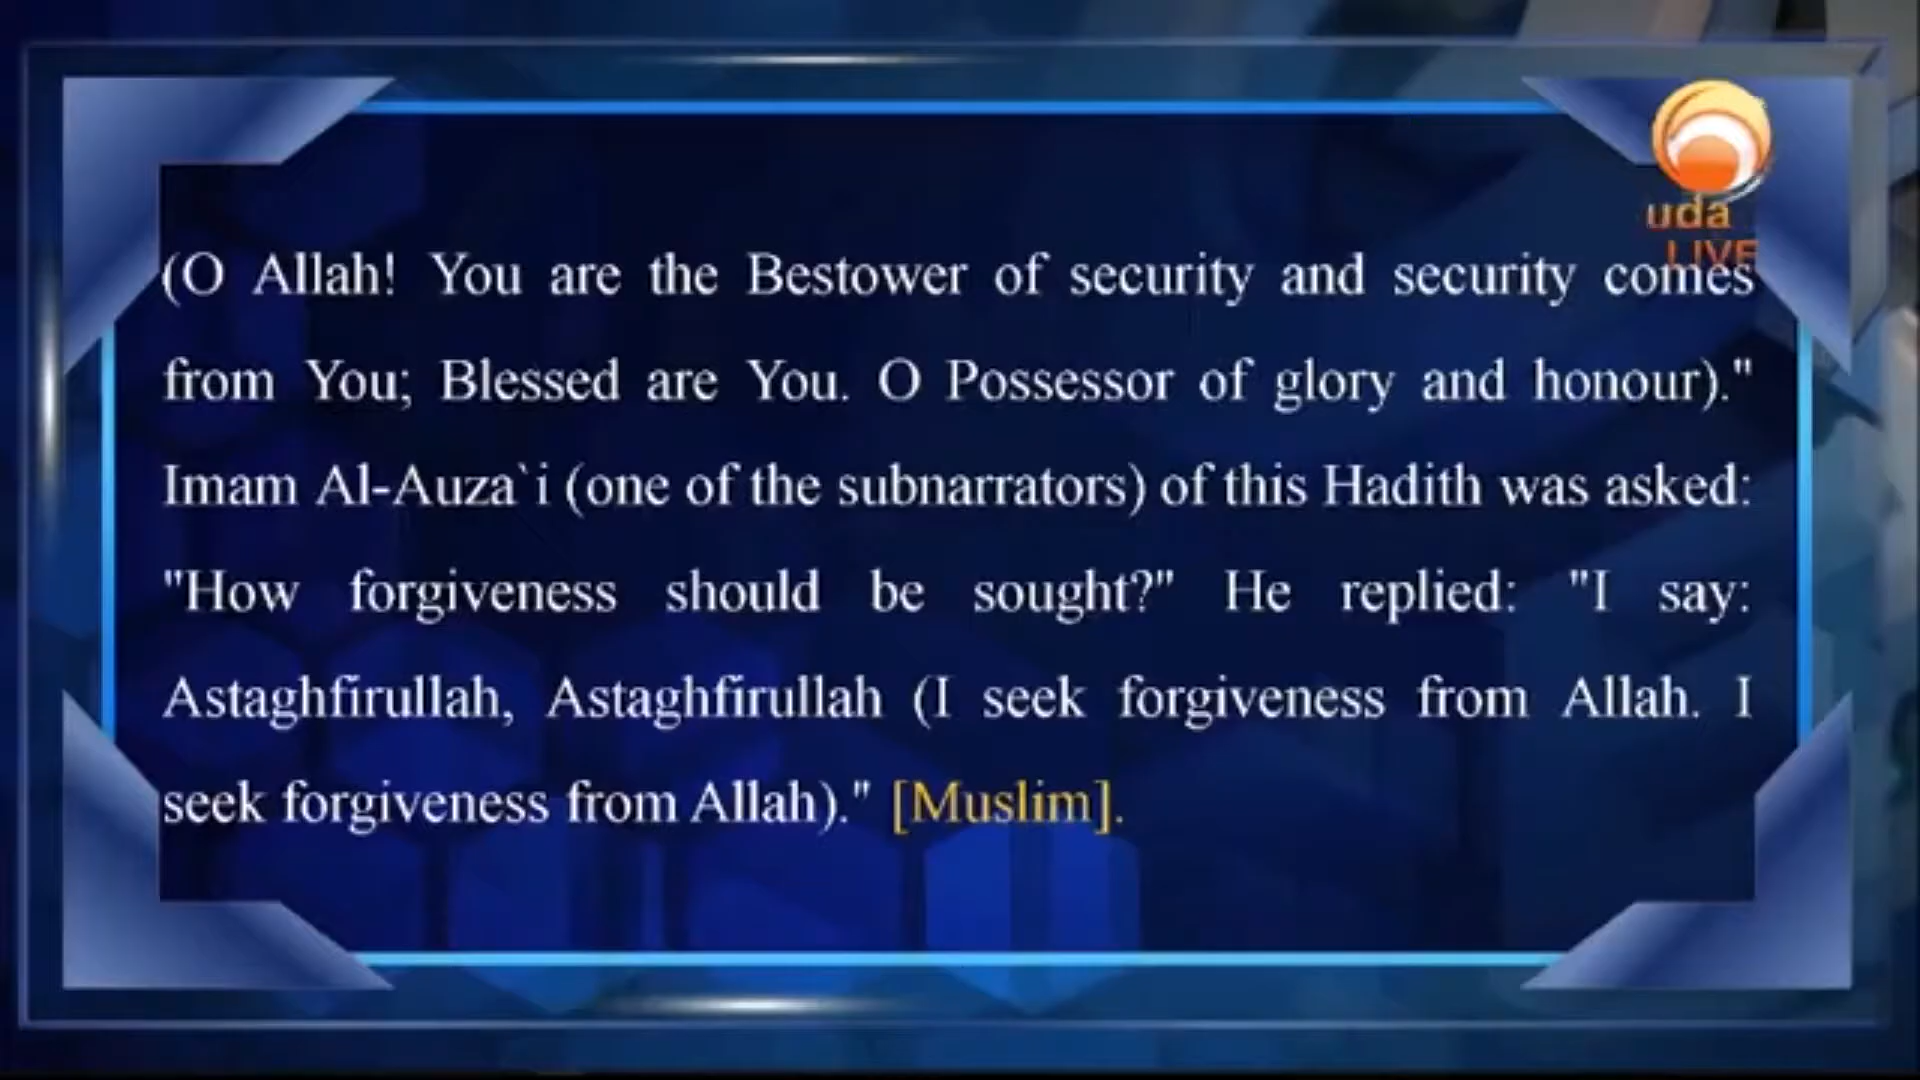 uda
LIVE
(O Allah! You are the Bestower of security and security comes
from You; Blessed are You. O Possessor of glory and honour)."
Imam Al-Auza`i (one of the subnarrators) of this Hadith was asked:
"How forgiveness should be sought?" He replied: "I say:
Astaghfirullah, Astaghfirullah (I seek forgiveness from Allah. I
seek forgiveness from Allah)." [Muslim].